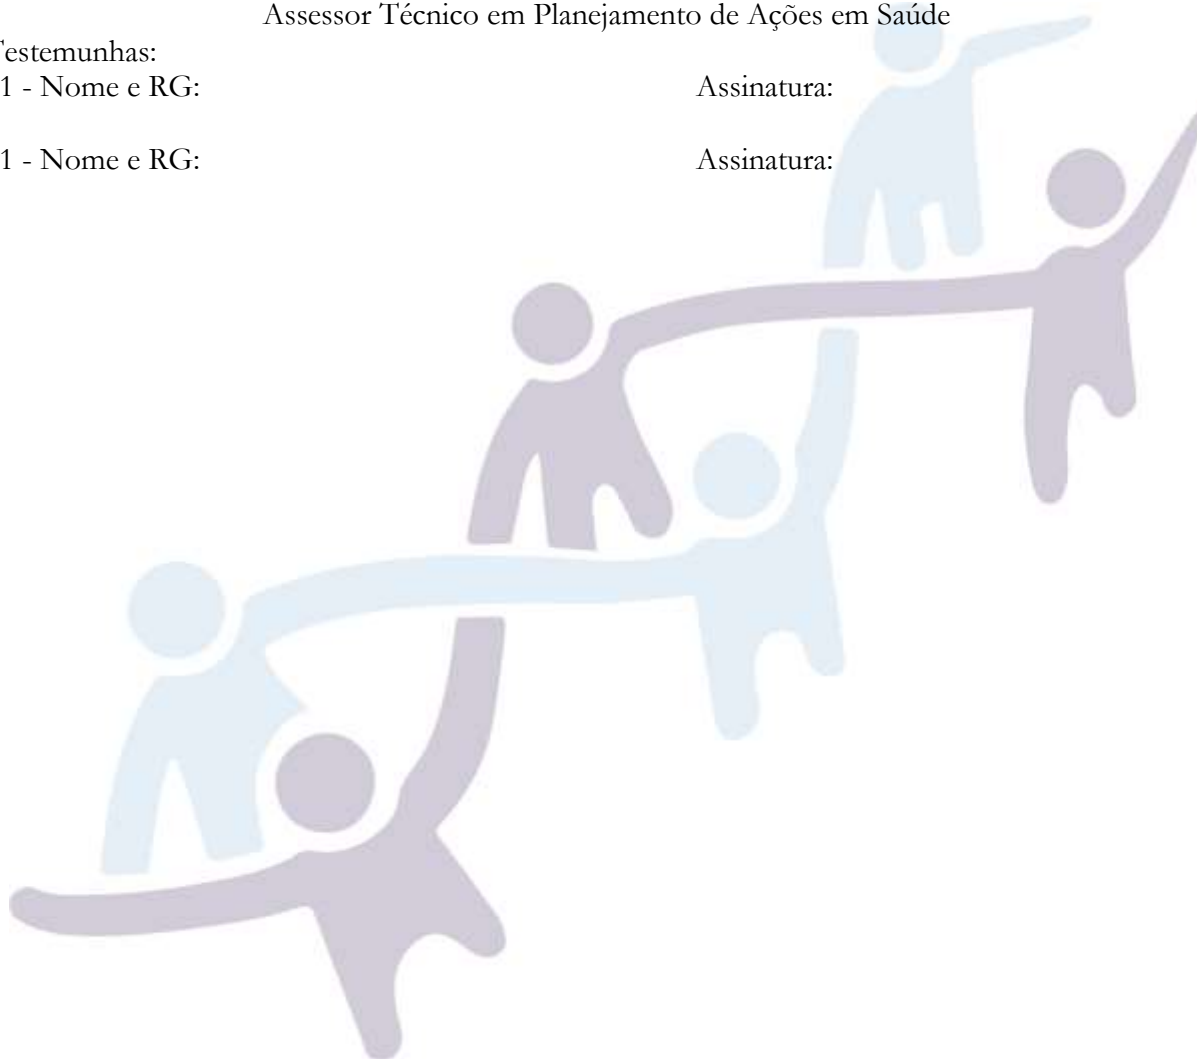 Assessor Técnico em Planejamento de Ações em Saúde
Testemunhas:
1 - Nome e RG: Assinatura:
1 - Nome e RG: Assinatura: